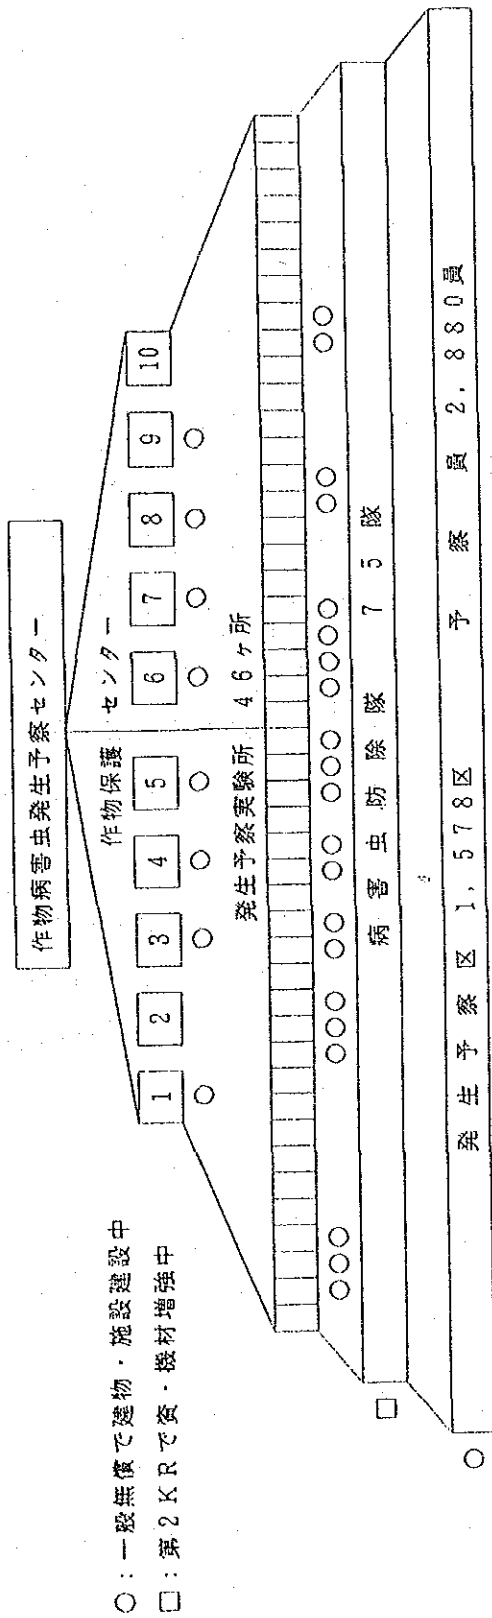 作物病害虫発生予察センター
作物保護センター
1 2 3 4 5 6 7 8 9 10
発生予察実験所 46ヶ所
病害虫防除隊 75隊
発生予察区 1,578区 予察員 2,880員
○:一般無償で建物・施設建設中
□:第2KRで資・機材増強中